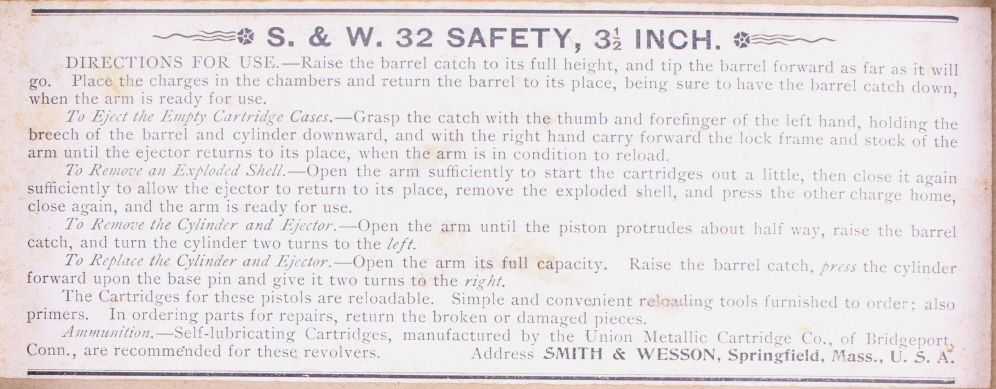 S. & W. 32 SAFETY, 3½ INCH.
DIRECTIONS FOR USE.—Raise the barrel catch to its full height, and tip the barrel forward as far as it will
go. Place the charges in the chambers and return the barrel to its place, being sure to have the barrel catch down,
when the arm is ready for use.
To Eject the Empty Cartridge Cases.—Grasp the catch with the thumb and forefinger of the left hand, holding the
breech of the barrel and cylinder downward, and with the right hand carry forward the lock frame and stock of the
arm until the ejector returns to its place, when the arm is in condition to reload.
To Remove an Exploded Shell.—Open the arm sufficiently to start the cartridges out a little, then close it again
sufficiently to allow the ejector to return to its place, remove the exploded shell, and press the other charge home,
close again, and the arm is ready for use.
To Remove the Cylinder and Ejector.—Open the arm until the piston protrudes about half way, raise the barrel
catch, and turn the cylinder two turns to the left.
To Replace the Cylinder and Ejector.—Open the arm its full capacity. Raise the barrel catch, press the cylinder
forward upon the base pin and give it two turns to the right.
The Cartridges for these pistols are reloadable. Simple and convenient reloading tools furnished to order; also
primers. In ordering parts for repairs, return the broken or damaged pieces.
Ammunition.—Self-lubricating Cartridges, manufactured by the Union Metallic Cartridge Co., of Bridgeport,
Conn., are recommended for these revolvers. Address SMITH & WESSON, Springfield, Mass., U. S. A.